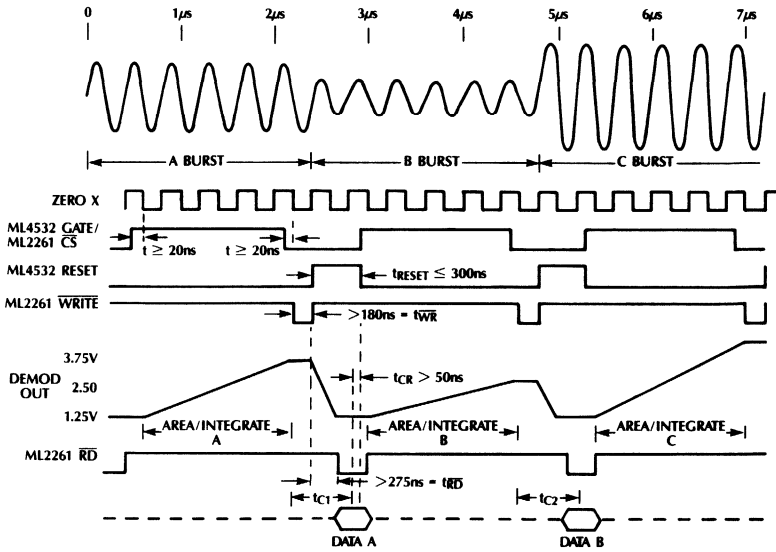 0 1μs 2μs 3μs 4μs 5μs 6μs 7μs
A BURST B BURST C BURST
ZERO X
ML4532 GATE/
ML2261 CS
t ≥ 20ns t ≥ 20ns
ML4532 RESET
tRESET ≤ 300ns
ML2261 WRITE
>180ns = tWR
3.75V
DEMOD OUT
2.50
1.25V
tCR > 50ns
AREA/INTEGRATE A
AREA/INTEGRATE B
AREA/INTEGRATE C
ML2261 RD
>275ns = tRD
tC1 tC2
DATA A DATA B